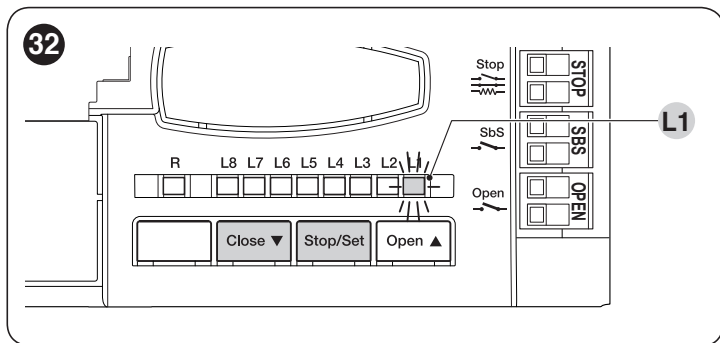 32
Stop
STOP
L1
SbS
SBS
R L8 L7 L6 L5 L4 L3 L2 L1
Open
OPEN
Close ▼ Stop/Set Open ▲